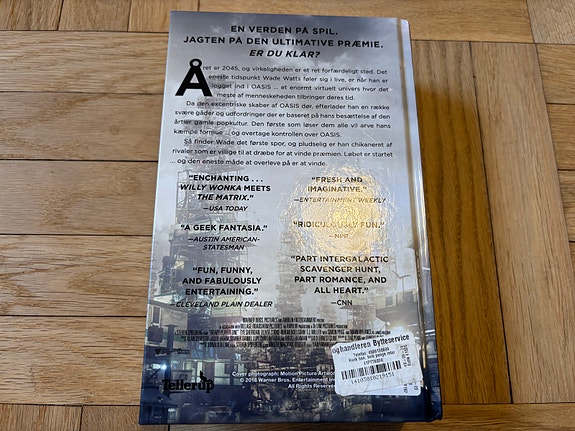 EN VERDEN PÅ SPIL.
JAGTEN PÅ DEN ULTIMATIVE PRÆMIE.
ER DU KLAR?
Året er 2045, og virkeligheden er et ret forfærdeligt sted. Det
eneste tidspunkt Wade Watts føler sig i live, er når han er
logget ind i OASIS ... et enormt virtuelt univers hvor det
meste af menneskeheden tilbringer deres tid.
Da den excentriske skaber af OASIS dør, efterlader han en række
svære gåder og udfordringer der er baseret på hans besættelse af den
årtier gamle popkultur. Den første som løser dem alle vil arve hans
kæmpe formue ... og overtage kontrollen over OASIS.
Så finder Wade det første spor, og pludselig er han chikaneret af
rivaler som er villige til at dræbe for at vinde præmien. Løbet er startet
... og den eneste måde at overleve på er at vinde.
"ENCHANTING . . .
WILLY WONKA MEETS
THE MATRIX."
—USA TODAY
"FRESH AND
IMAGINATIVE."
—ENTERTAINMENT WEEKLY
"A GEEK FANTASIA."
—AUSTIN AMERICAN-
STATESMAN
"RIDICULOUSLY FUN."
—NPR
"FUN, FUNNY,
AND FABULOUSLY
ENTERTAINING."
—CLEVELAND PLAIN DEALER
"PART INTERGALACTIC
SCAVENGER HUNT,
PART ROMANCE, AND
ALL HEART."
—CNN
Cover photograph: Motion Picture Artwo
© 2018 Warner Bros. Entertainment Inc
All Rights Reserve
Tellerup
oghandleren Bytteservice